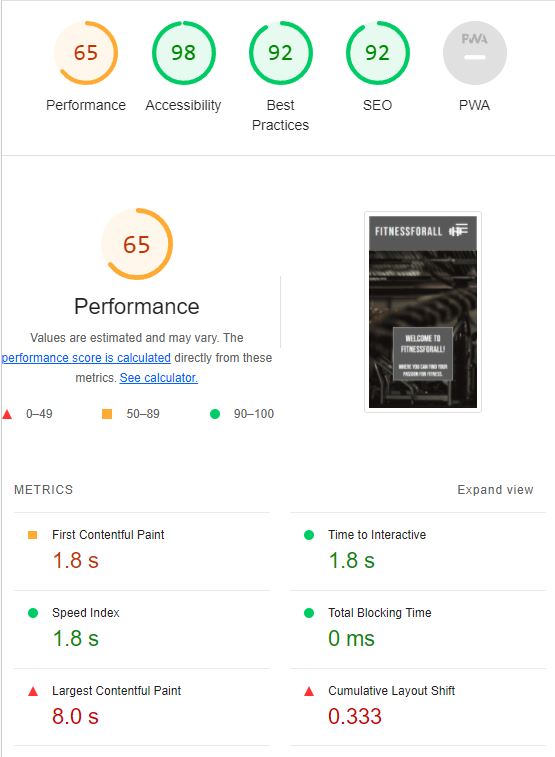 65
98
92
92
PWA
Performance
Accessibility
Best
Practices
SEO
PWA
65
Performance
Values are estimated and may vary. The
performance score is calculated directly from these
metrics. See calculator.
0–49
50–89
90–100
FITNESSFORALL
WELCOME TO
FITNESSFORALL!
WHERE YOU CAN FIND YOUR
PASSION FOR FITNESS.
METRICS
Expand view
First Contentful Paint
1.8 s
Time to Interactive
1.8 s
Speed Index
1.8 s
Total Blocking Time
0 ms
Largest Contentful Paint
8.0 s
Cumulative Layout Shift
0.333